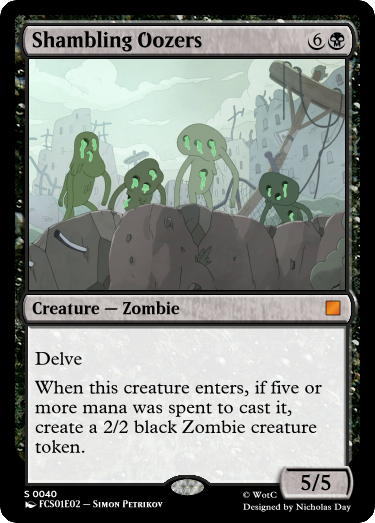 Shambling Oozers 6
Creature — Zombie
Delve
When this creature enters, if five or
more mana was spent to cast it,
create a 2/2 black Zombie creature
token.
5/5
S 0040
FCS01E02 — Simon Petrikov
© WotC
Designed by Nicholas Day